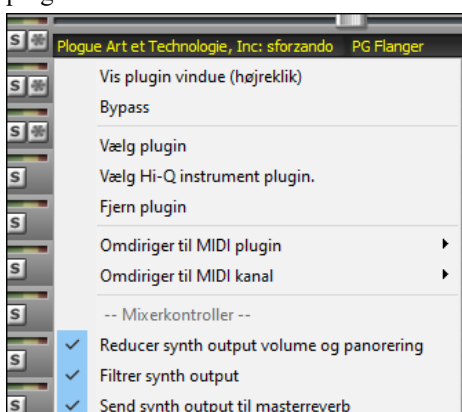 S Plogue Art et Technologie, Inc: sforzando PG Flanger
S Vis plugin vindue (højreklik)
Bypass
S Vælg plugin
S Vælg Hi-Q instrument plugin.
Fjern plugin
S
Omdiriger til MIDI plugin
S Omdiriger til MIDI kanal
S -- Mixerkontroller --
S Reducer synth output volume og panorering
Filtrer synth output
S Send synth output til masterreverb